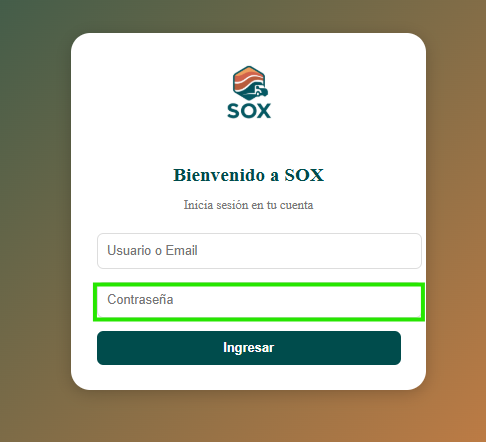 SOX
Bienvenido a SOX
Inicia sesión en tu cuenta
Usuario o Email
Contraseña
Ingresar